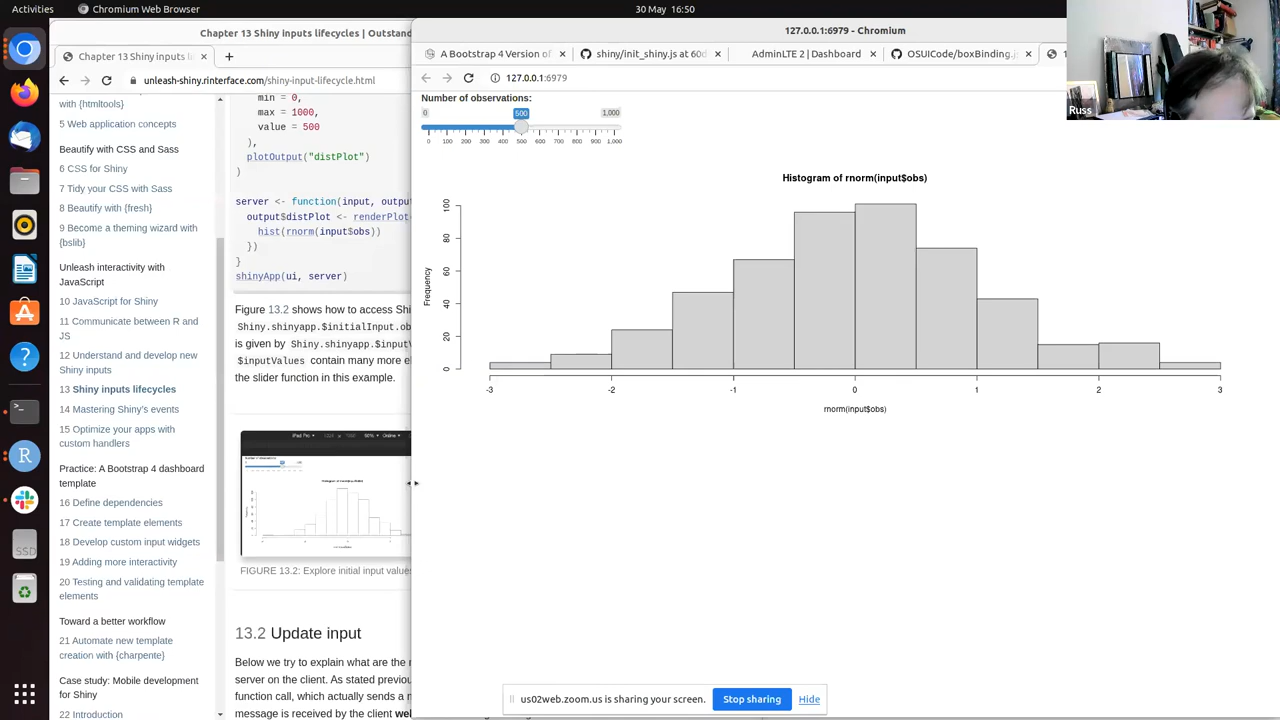 Activities
Chromium Web Browser
30 May 16:50
Chapter 13 Shiny inputs lifecycles | Outstand
Chapter 13 Shiny inputs l
unleash-shiny.rinterface.com/shiny-input-lifecycle.html
with {htmltools}
5 Web application concepts
Beautify with CSS and Sass
6 CSS for Shiny
7 Tidy your CSS with Sass
8 Beautify with {fresh}
9 Become a theming wizard with
{bslib}
Unleash interactivity with
JavaScript
10 JavaScript for Shiny
11 Communicate between R and
JS
12 Understand and develop new
Shiny inputs
13 Shiny inputs lifecycles
14 Mastering Shiny's events
15 Optimize your apps with
custom handlers
Practice: A Bootstrap 4 dashboard
template
16 Define dependencies
17 Create template elements
18 Develop custom input widgets
19 Adding more interactivity
20 Testing and validating template
elements
Toward a better workflow
21 Automate new template
creation with {charpente}
Case study: Mobile development
for Shiny
22 Introduction
min = 0,
max = 1000,
value = 500
),
plotOutput("distPlot")
)
server <- function(input, outpu
output$distPlot <- renderPlot
hist(rnorm(input$obs))
})
}
shinyApp(ui, server)
Figure 13.2 shows how to access Shi
Shiny.shinyapp.$initialInput.ob
is given by Shiny.shinyapp.$inputV
$inputValues contain many more el
the slider function in this example.
FIGURE 13.2: Explore initial input values
13.2 Update input
Below we try to explain what are the m
server on the client. As stated previou
function call, which actually sends a m
message is received by the client web
127.0.0.1:6979 - Chromium
A Bootstrap 4 Version of
shiny/init_shiny.js at 60d
AdminLTE 2 | Dashboard
OSUICode/boxBinding.j
127.0.0.1:6979
Number of observations:
0
500
1,000
0 100 200 300 400 500 600 700 800 900 1,000
Histogram of rnorm(input$obs)
Frequency
0 20 40 60 80 100
-3 -2 -1 0 1 2 3
rnorm(input$obs)
Russ
SSD
us02web.zoom.us is sharing your screen.
Stop sharing
Hide